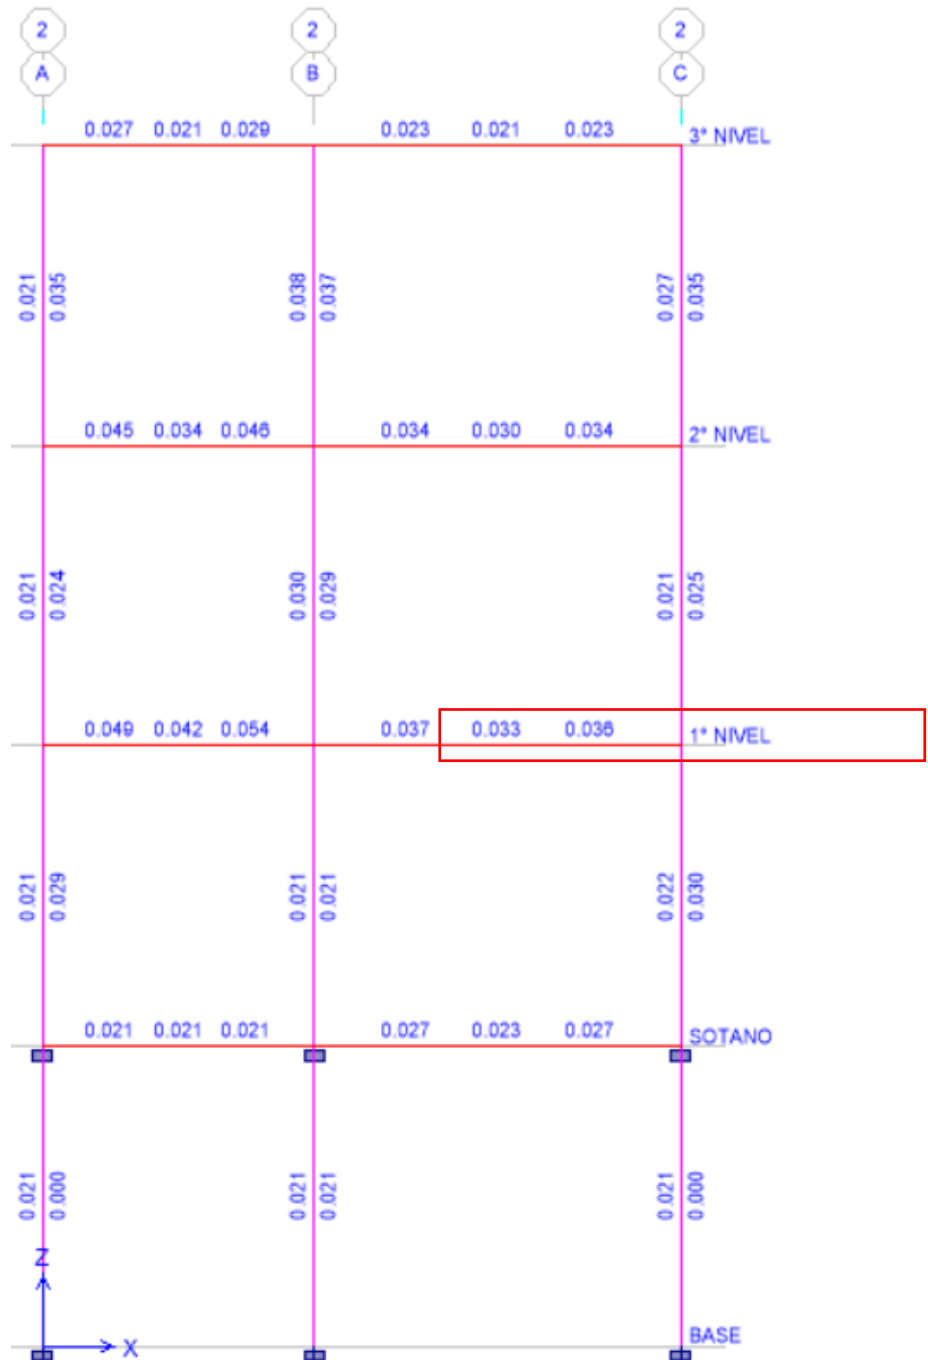 2 2 2
A B C
0.027 0.021 0.029 0.023 0.021 0.023 3° NIVEL
0.021 0.035 0.038 0.037 0.027 0.035
0.045 0.034 0.046 0.034 0.030 0.034 2° NIVEL
0.021 0.024 0.030 0.029 0.021 0.025
0.049 0.042 0.054 0.037 0.033 0.036 1° NIVEL
0.021 0.029 0.021 0.021 0.022 0.030
0.021 0.021 0.021 0.027 0.023 0.027 SOTANO
0.021 0.000 0.021 0.021 0.021 0.000
Z
X BASE